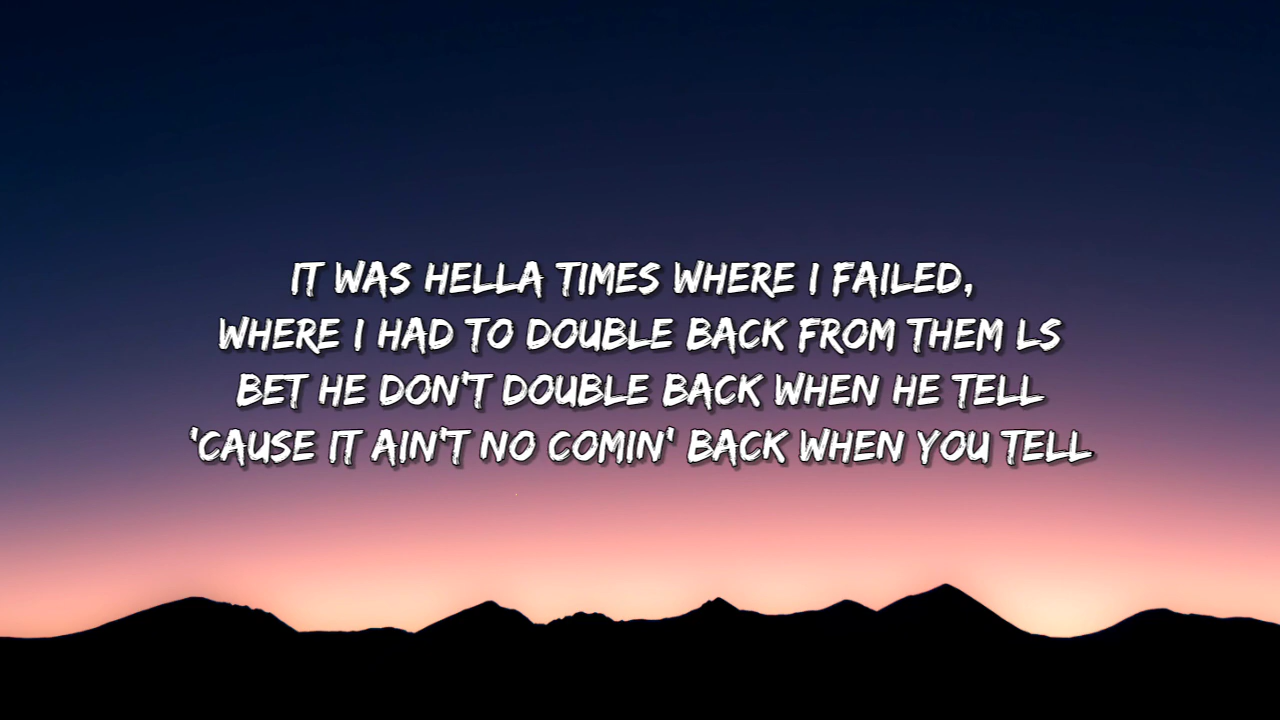 IT WAS HELLA TIMES WHERE I FAILED,
WHERE I HAD TO DOUBLE BACK FROM THEM LS
BET HE DON'T DOUBLE BACK WHEN HE TELL
'CAUSE IT AIN'T NO COMIN' BACK WHEN YOU TELL